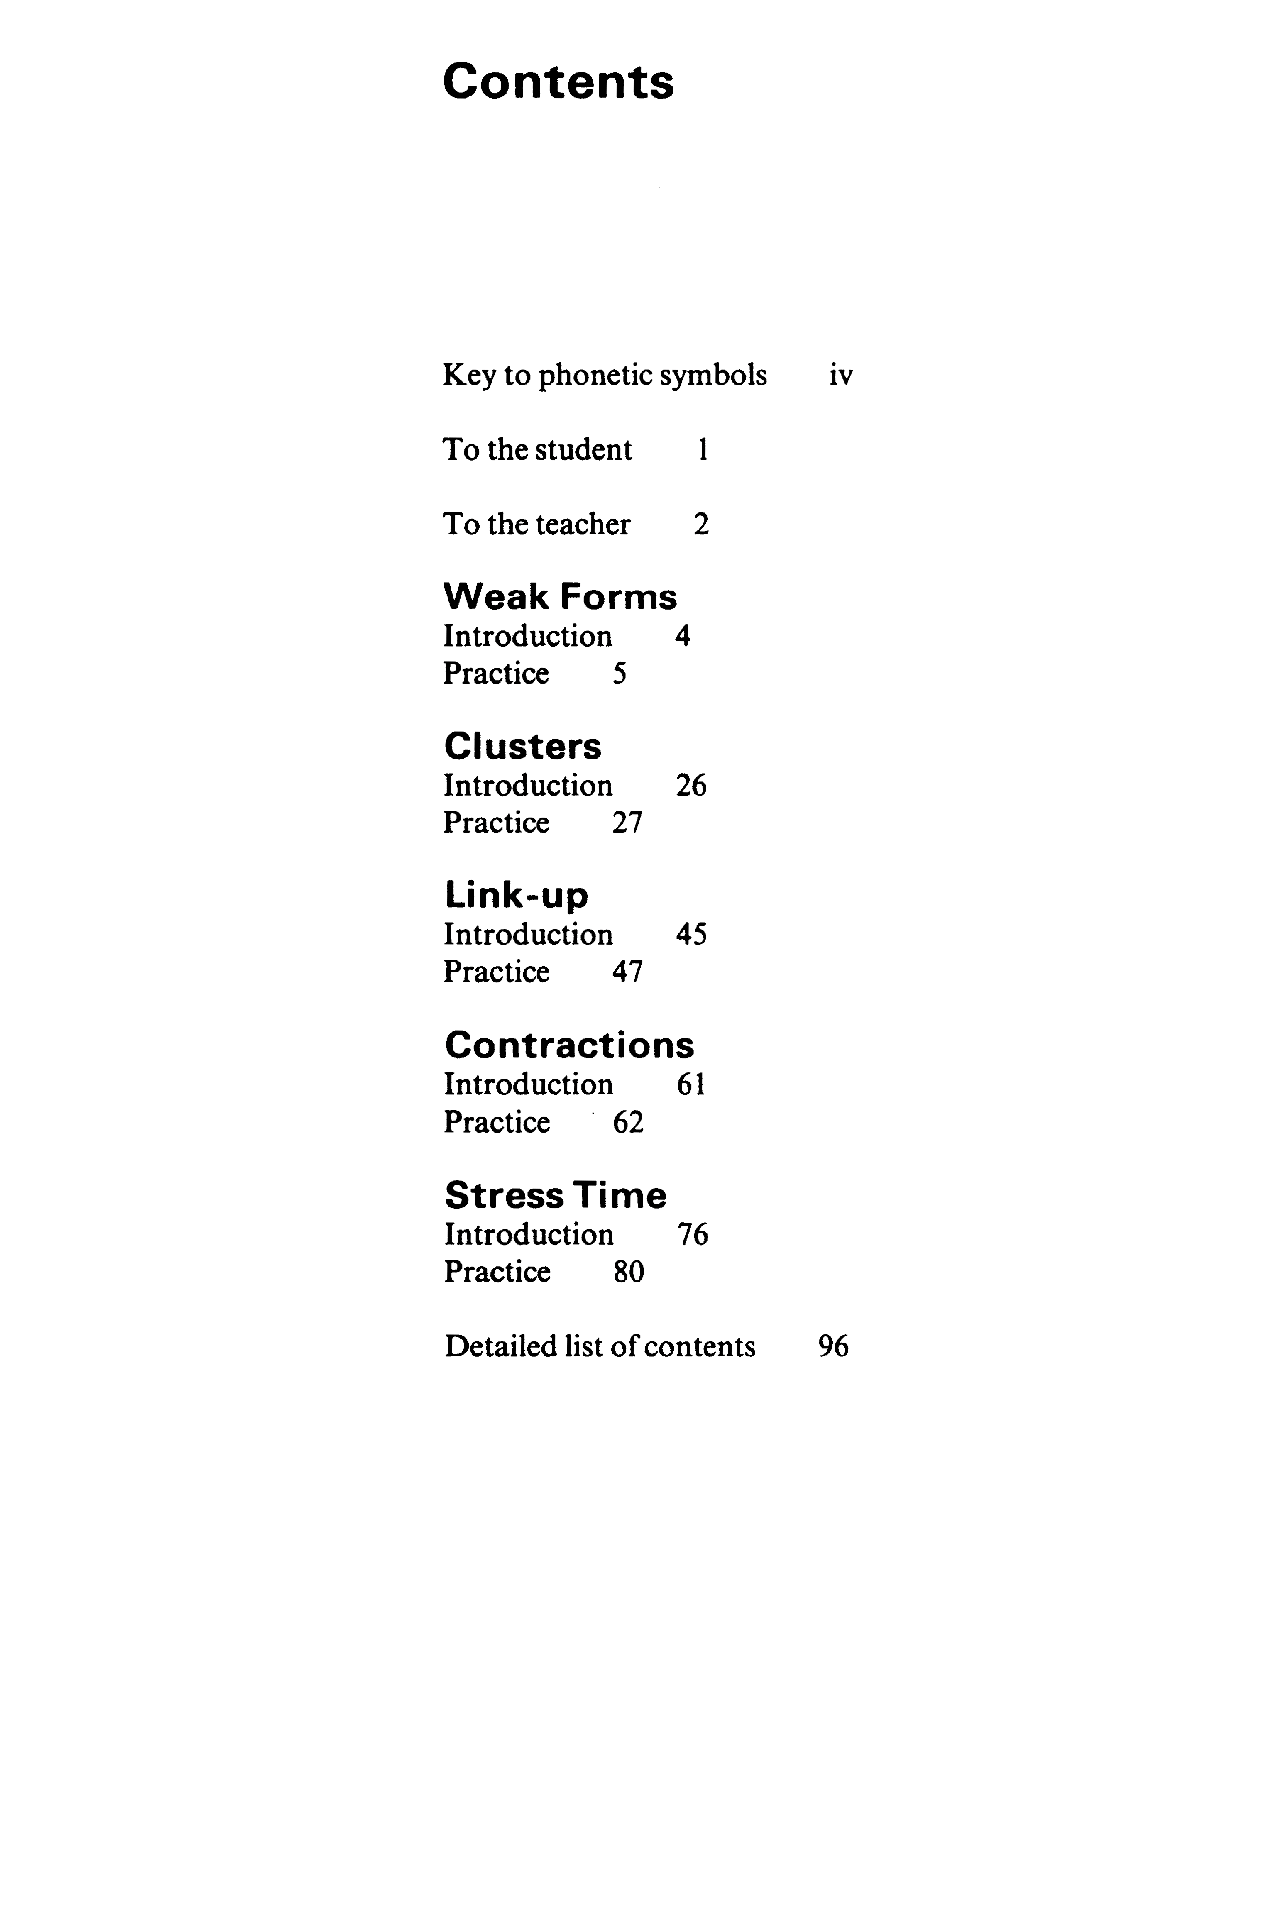 Contents
Key to phonetic symbols iv
To the student 1
To the teacher 2
Weak Forms
Introduction 4
Practice 5
Clusters
Introduction 26
Practice 27
Link-up
Introduction 45
Practice 47
Contractions
Introduction 61
Practice 62
Stress Time
Introduction 76
Practice 80
Detailed list of contents 96